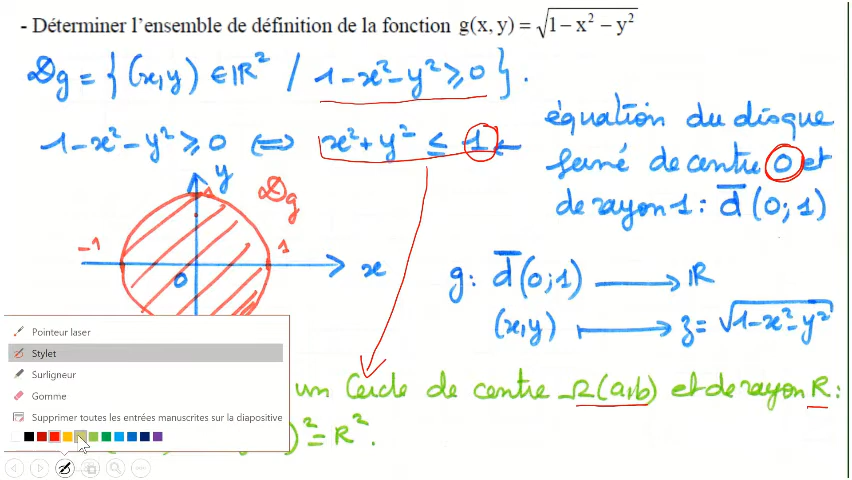 - Déterminer l'ensemble de définition de la fonction g(x, y) = √(1 − x² − y²)
𝒟g = { (x,y) ∈ ℝ² / 1-x²-y² ≥ 0 }.
1-x²-y² ≥ 0 ⟺ x²+y² ≤ 1 ←
équation du disque
fermé de centre O et
de rayon 1 : d̅(0;1)
y
1
𝒟g
-1
1
0
x
g: d̅(0;1) ⟶ ℝ
(x,y) ⟼ z = √(1-x²-y²)
Pointeur laser
Stylet
Surligneur
Gomme
Supprimer toutes les entrées manuscrites sur la diapositive
un Cercle de centre Ω(a,b) et de rayon R :
)² = R².